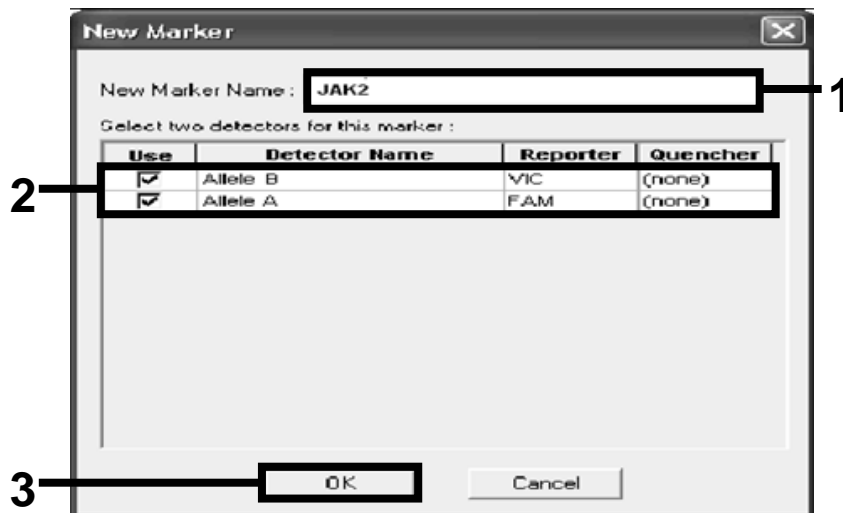 New Marker
New Marker Name : JAK2
1
Select two detectors for this marker :
Use Detector Name Reporter Quencher
2
Allele B VIC (none)
Allele A FAM (none)
3
OK Cancel